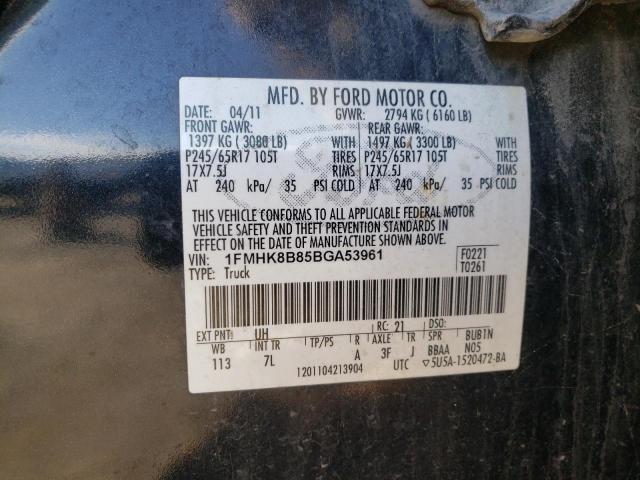 MFD. BY FORD MOTOR CO.
DATE: 04/11 GVWR: 2794 KG ( 6160 LB)
FRONT GAWR: REAR GAWR:
1397 KG ( 3080 LB) WITH 1497 KG ( 3300 LB) WITH
P245/65R17 105T TIRES P245/65R17 105T TIRES
17X7.5J RIMS 17X7.5J RIMS
AT 240 kPa/ 35 PSI COLD AT 240 kPa/ 35 PSI COLD
THIS VEHICLE CONFORMS TO ALL APPLICABLE FEDERAL MOTOR
VEHICLE SAFETY AND THEFT PREVENTION STANDARDS IN
EFFECT ON THE DATE OF MANUFACTURE SHOWN ABOVE.
VIN: 1FMHK8B85BGA53961 F0221
TYPE: Truck T0261
EXT PNT: UH RC: 21 DSO:
WB INT TR TP/PS R AXLE TR SPR BUB1N
113 7L A 3F J BBAA N05
1201104213904 UTC ▽5U5A-1520472-BA